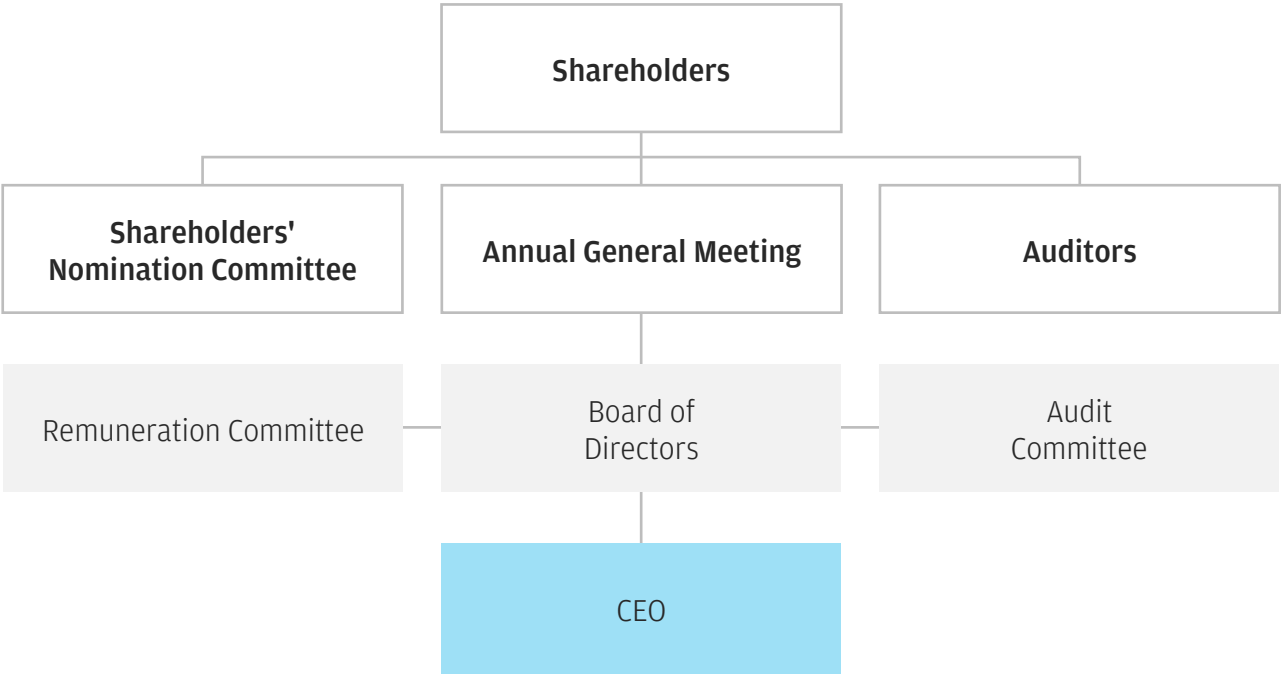 Shareholders
Shareholders'
Nomination Committee
Annual General Meeting
Auditors
Remuneration Committee
Board of
Directors
Audit
Committee
CEO